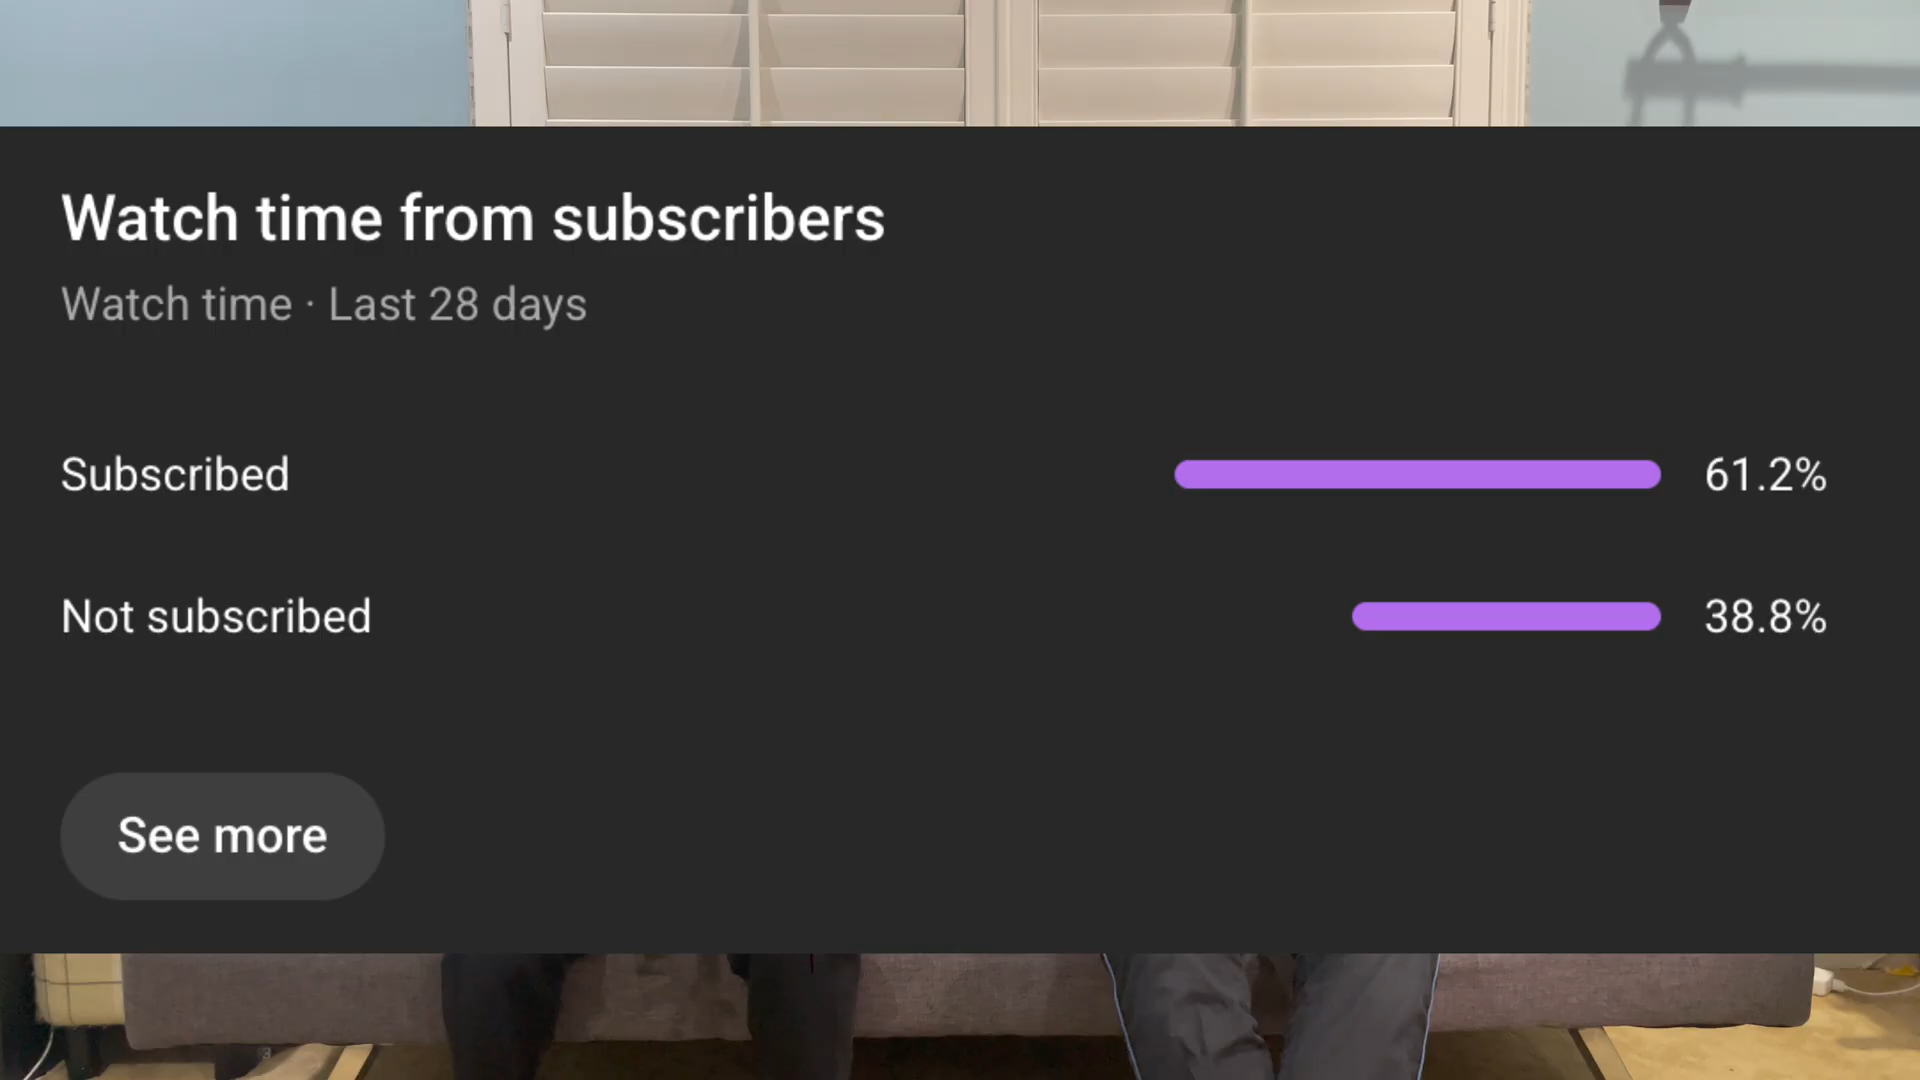 Watch time from subscribers
Watch time · Last 28 days
Subscribed 61.2%
Not subscribed 38.8%
See more